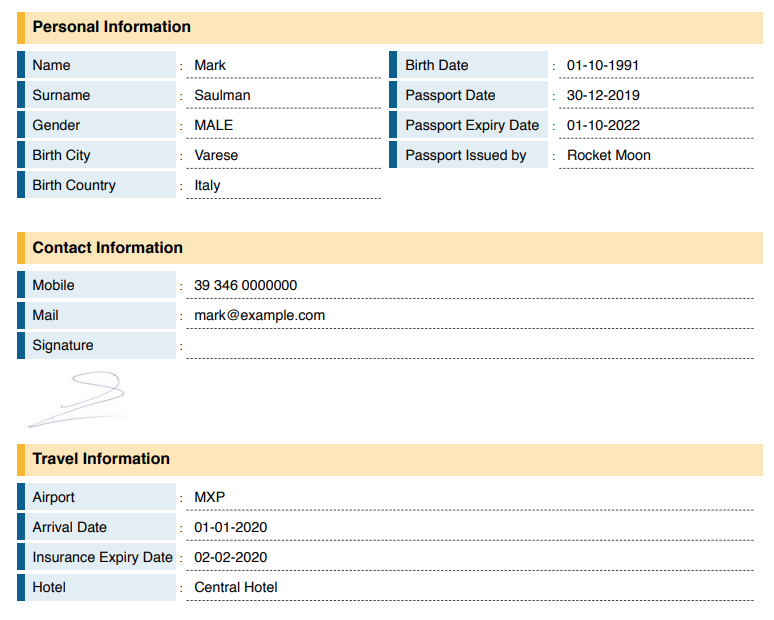 Personal Information
Name : Mark Birth Date : 01-10-1991
Surname : Saulman Passport Date : 30-12-2019
Gender : MALE Passport Expiry Date : 01-10-2022
Birth City : Varese Passport Issued by : Rocket Moon
Birth Country : Italy
Contact Information
Mobile : 39 346 0000000
Mail : mark@example.com
Signature :
Travel Information
Airport : MXP
Arrival Date : 01-01-2020
Insurance Expiry Date : 02-02-2020
Hotel : Central Hotel